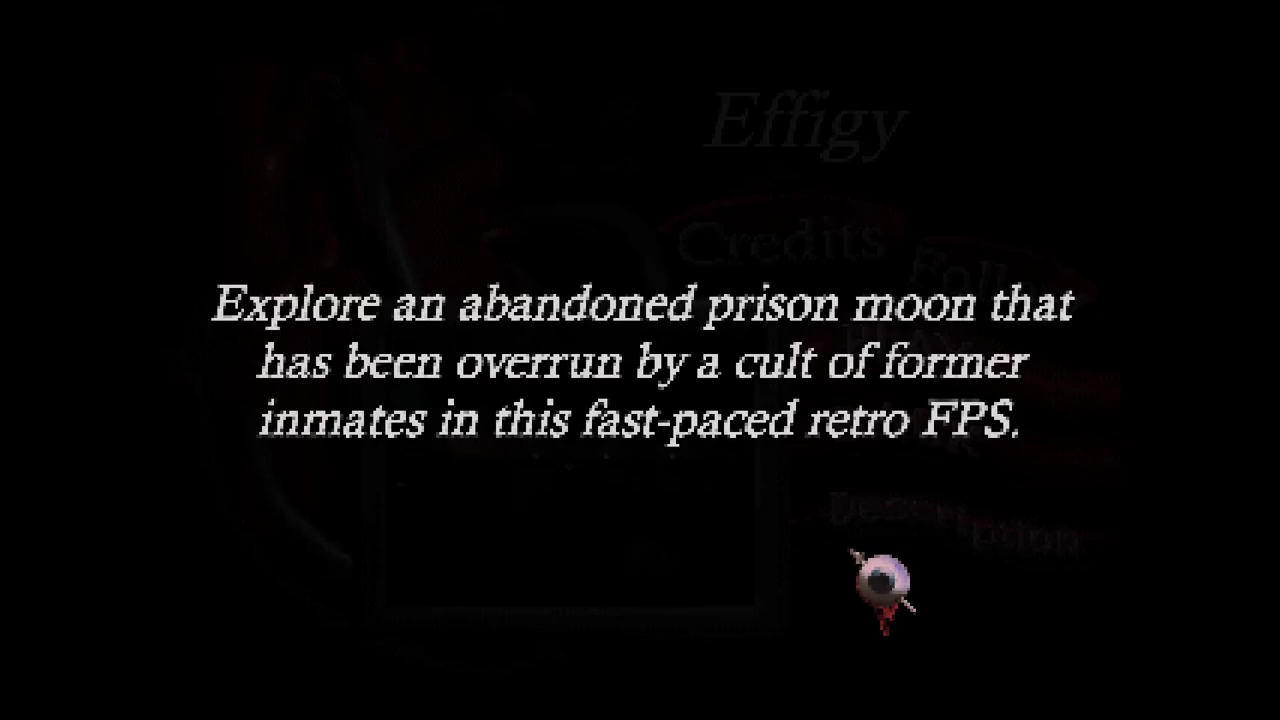 Effigy
Credits
Explore an abandoned prison moon that
has been overrun by a cult of former
inmates in this fast-paced retro FPS.
Description